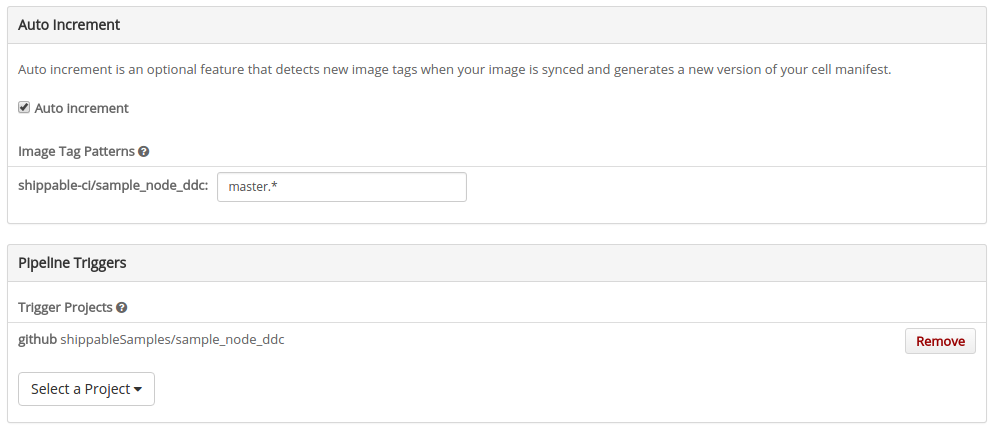 Auto Increment
Auto increment is an optional feature that detects new image tags when your image is synced and generates a new version of your cell manifest.
Auto Increment
Image Tag Patterns
shippable-ci/sample_node_ddc: master.*
Pipeline Triggers
Trigger Projects
github shippableSamples/sample_node_ddc Remove
Select a Project